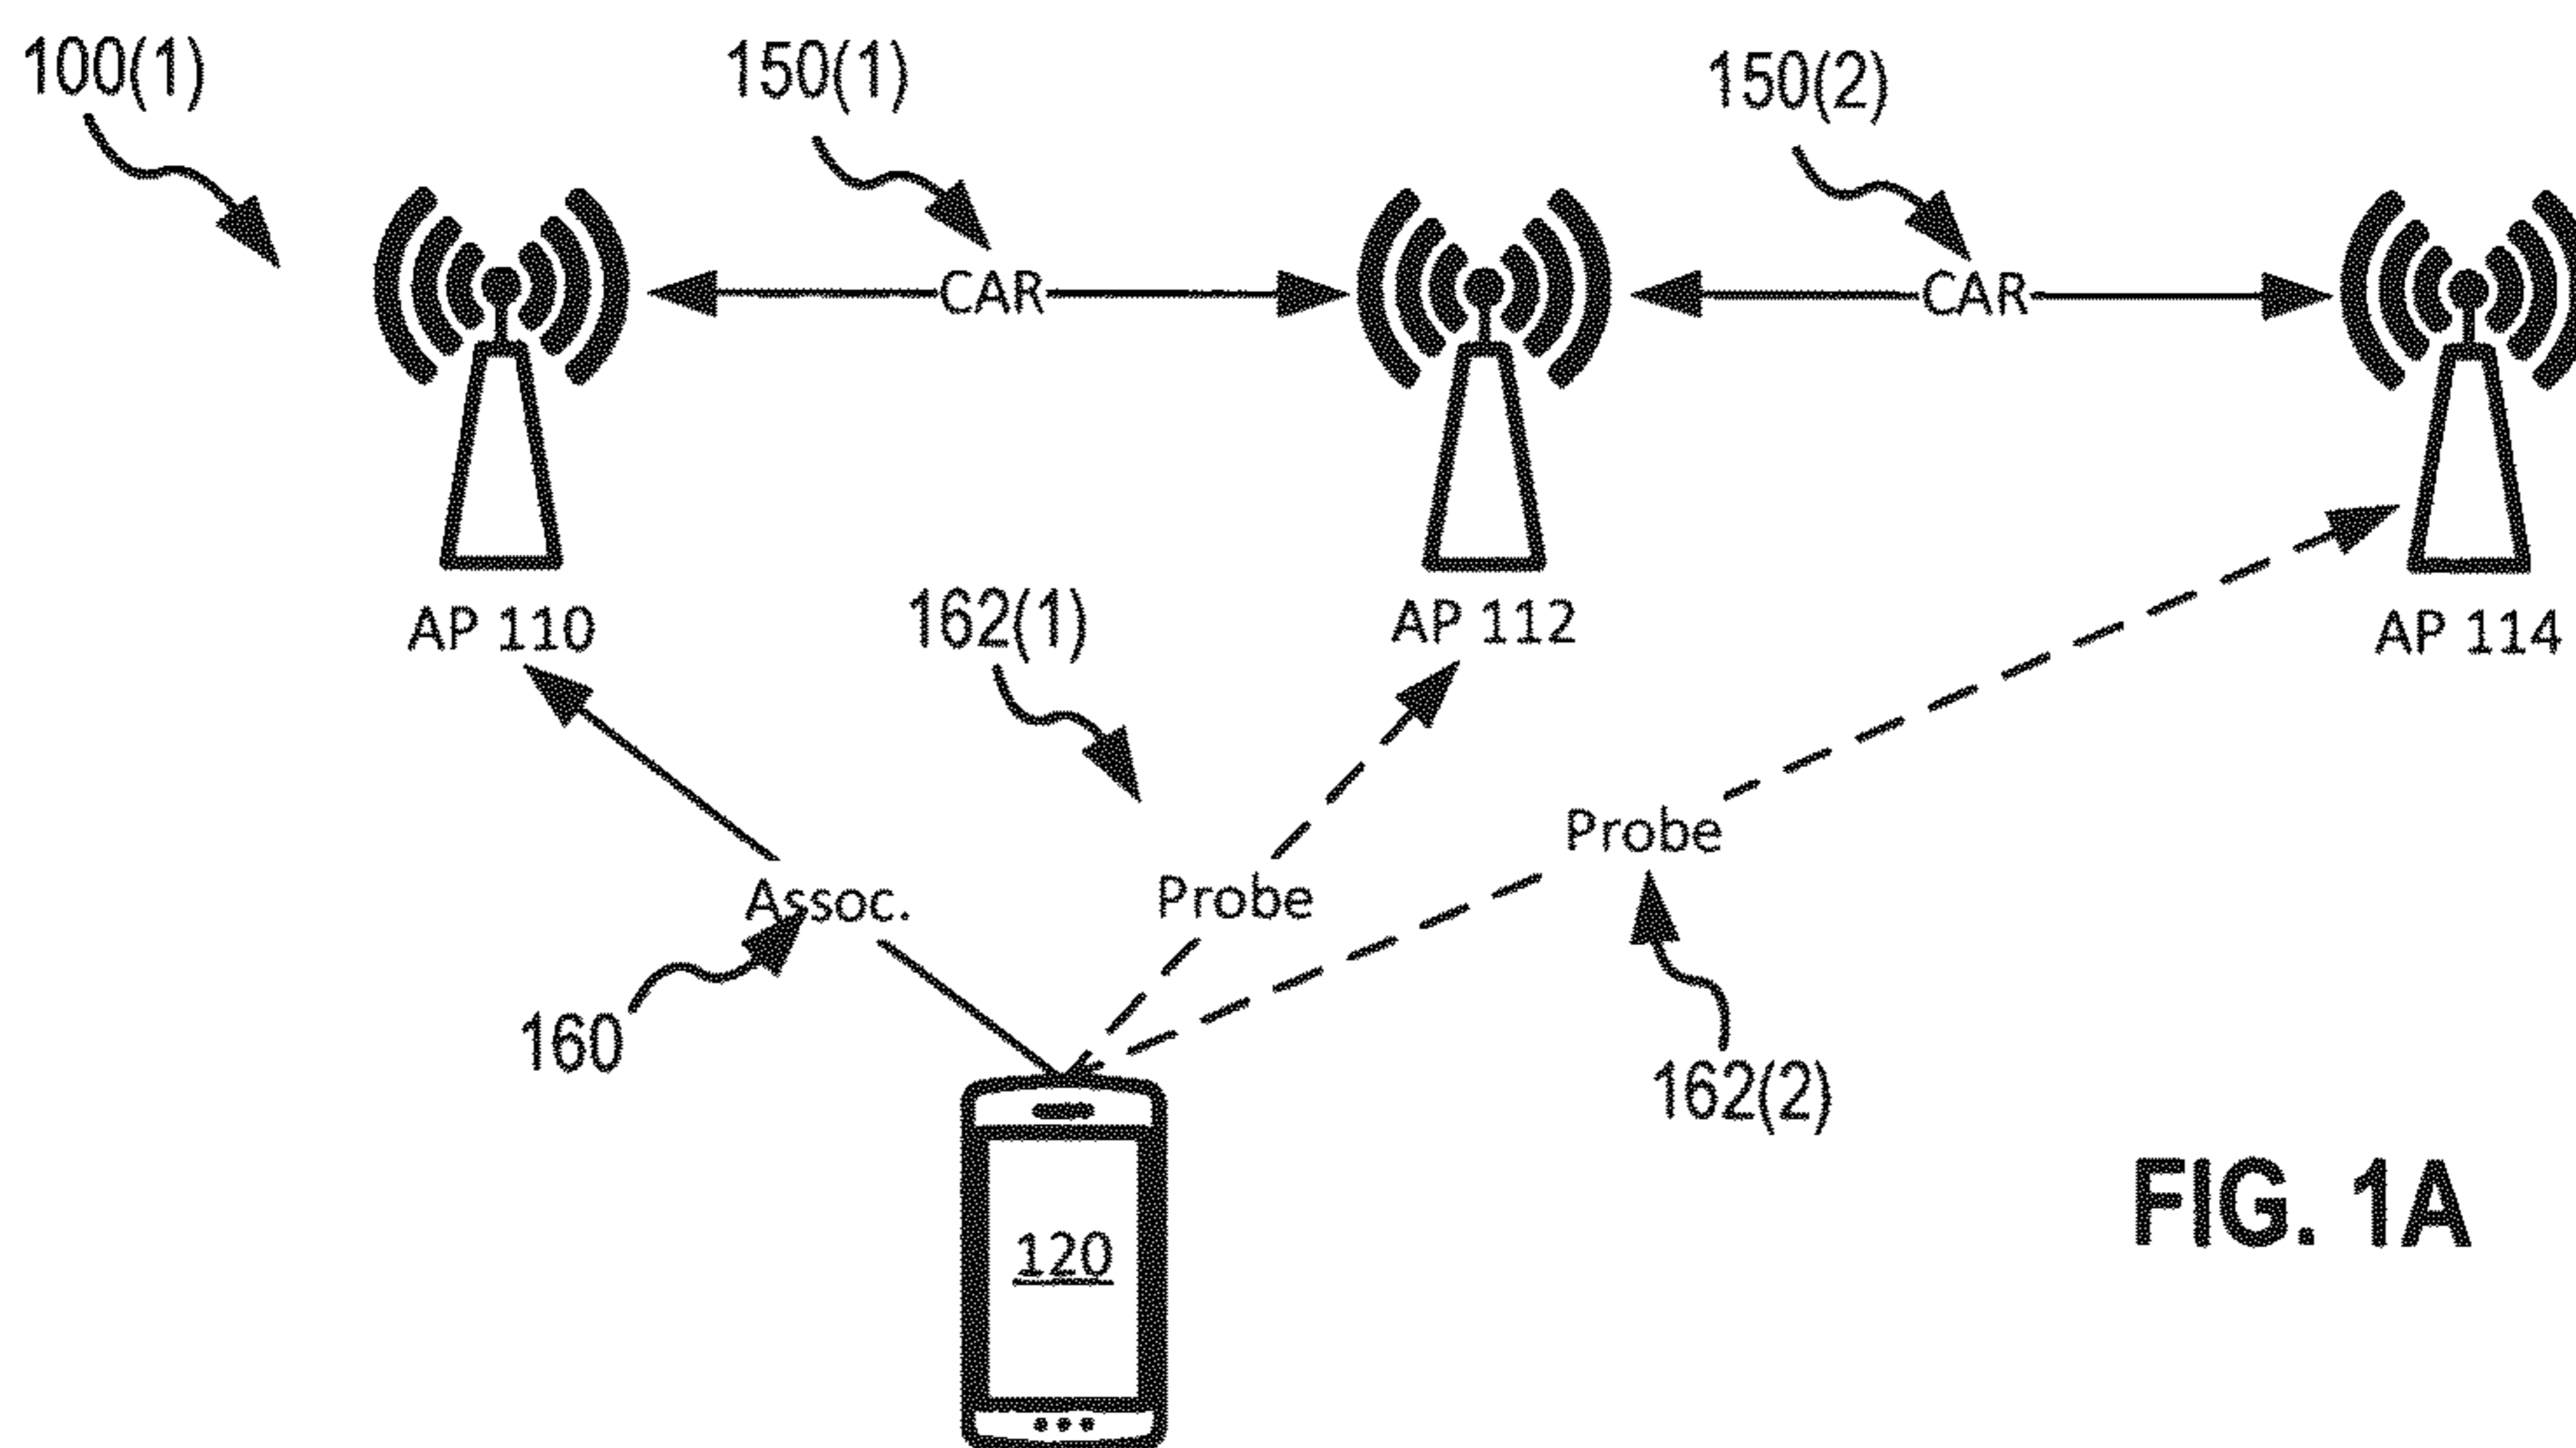 100(1)
150(1)
150(2)
CAR
CAR
AP 110
162(1)
AP 112
AP 114
Probe
Assoc.
Probe
160
162(2)
120
FIG. 1A